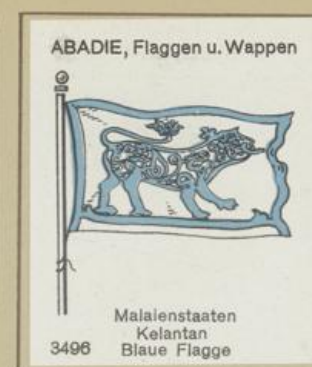 ABADIE, Flaggen u. Wappen
Malaienstaaten
Kelantan
3496 Blaue Flagge